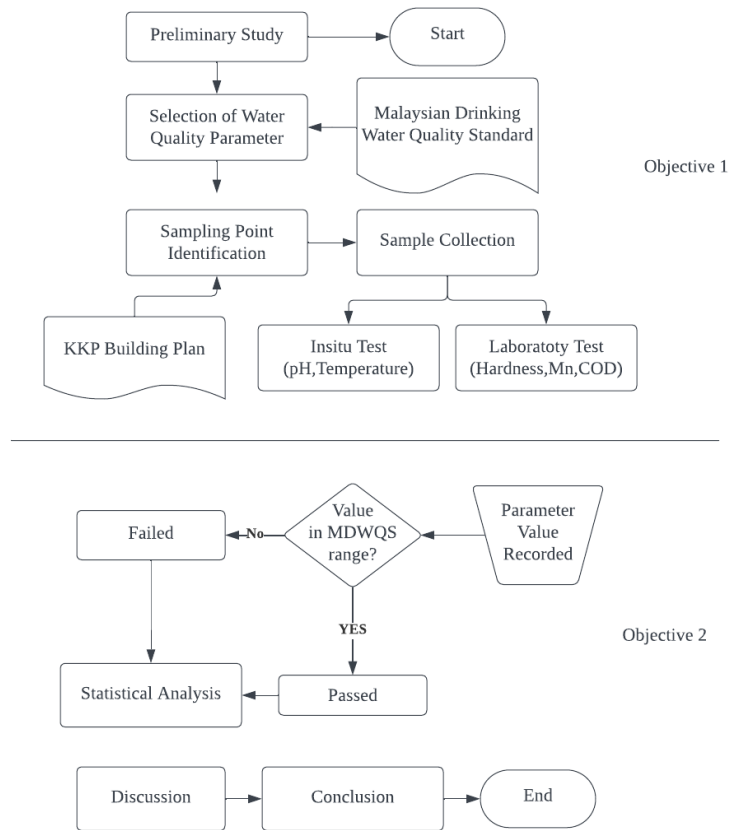 Preliminary Study
Start
Selection of Water
Quality Parameter
Malaysian Drinking
Water Quality Standard
Objective 1
Sampling Point
Identification
Sample Collection
KKP Building Plan
Insitu Test
(pH,Temperature)
Laboratoty Test
(Hardness,Mn,COD)
Failed
No
Value
in MDWQS
range?
Parameter
Value
Recorded
YES
Objective 2
Statistical Analysis
Passed
Discussion
Conclusion
End